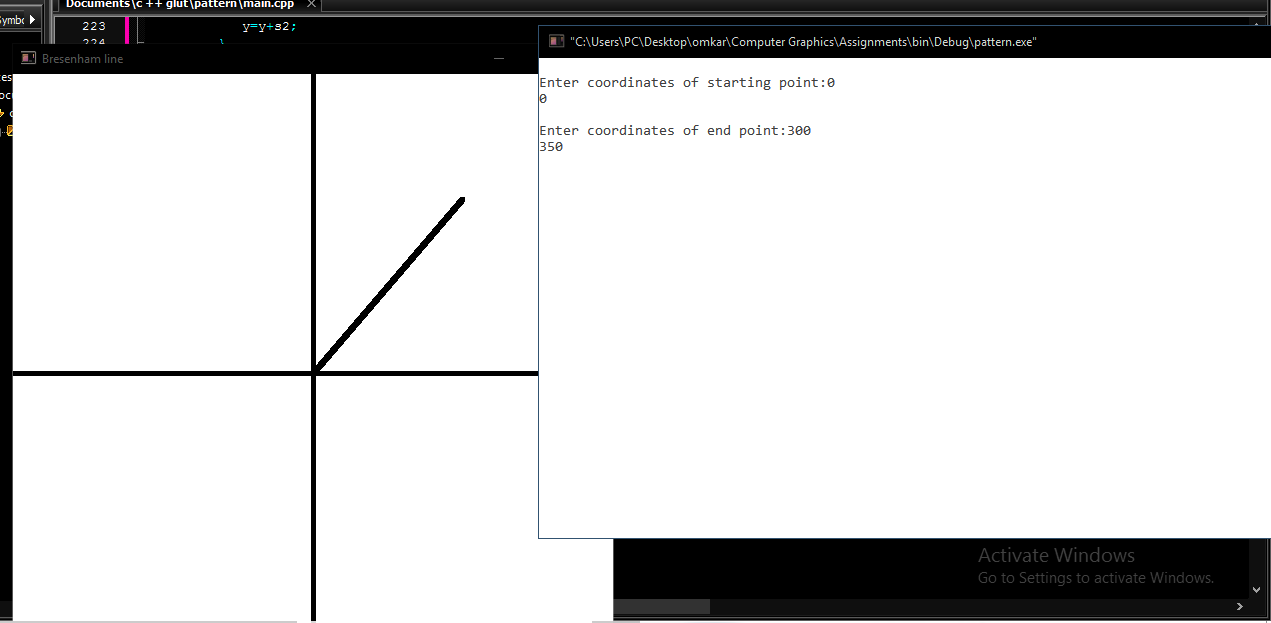 Documents\c ++ glut\pattern\main.cpp
Symbo
223 y=y+s2;
224 }
Bresenham line
"C:\Users\PC\Desktop\omkar\Computer Graphics\Assignments\bin\Debug\pattern.exe"
Enter coordinates of starting point:0
0
Enter coordinates of end point:300
350
Activate Windows
Go to Settings to activate Windows.